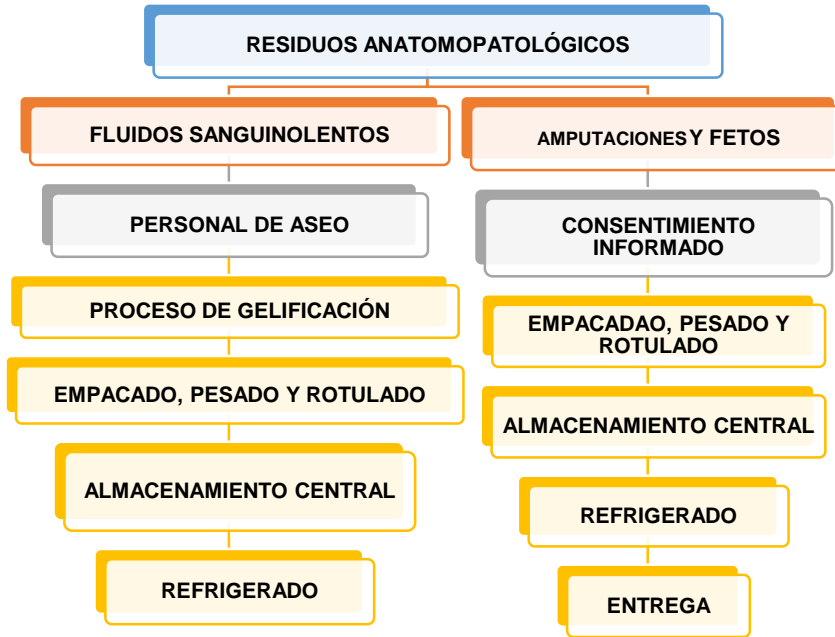 RESIDUOS ANATOMOPATOLÓGICOS
FLUIDOS SANGUINOLENTOS
PERSONAL DE ASEO
PROCESO DE GELIFICACIÓN
EMPACADO, PESADO Y ROTULADO
ALMACENAMIENTO CENTRAL
REFRIGERADO
AMPUTACIONES Y FETOS
CONSENTIMIENTO
INFORMADO
EMPACADAO, PESADO Y
ROTULADO
ALMACENAMIENTO CENTRAL
REFRIGERADO
ENTREGA